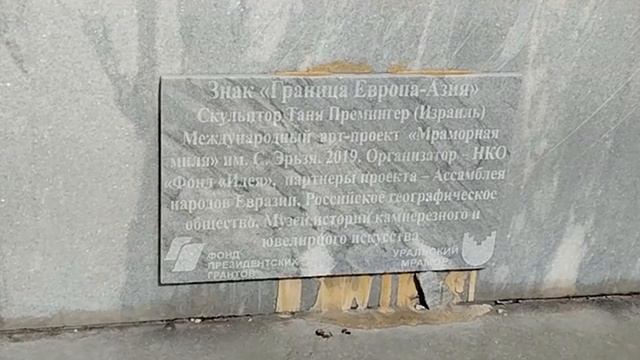 Знак «Граница Европа-Азия»
Скульптор Таня Премингер (Израиль)
Международный арт-проект «Мраморная
миля» им. С. Эрьзя. 2019. Организатор – НКО
«Фонд «Идея», партнеры проекта – Ассамблея
народов Евразии, Российское географическое
общество, Музей истории камнерезного и
ювелирного искусства
ФОНД
ПРЕЗИДЕНТСКИХ
ГРАНТОВ
УРАЛЬСКИЙ
МРАМОР